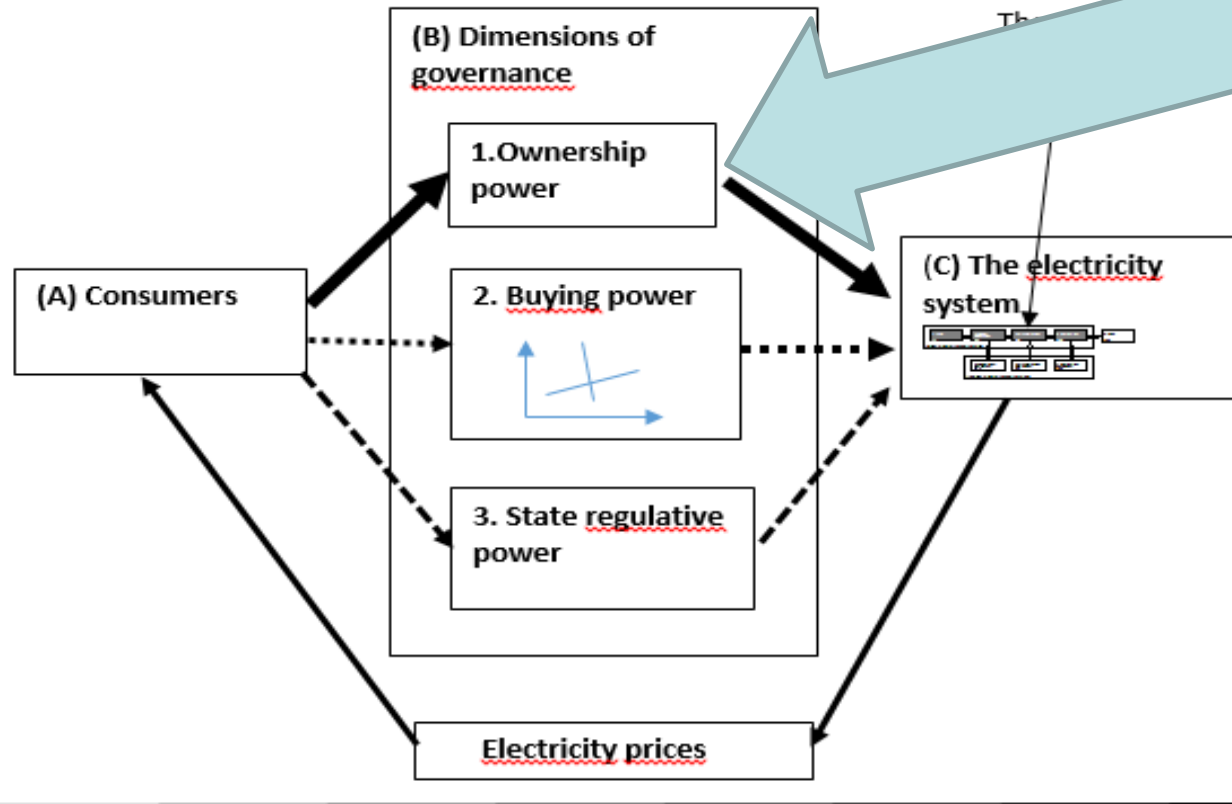 (B) Dimensions of
governance
1.Ownership
power
(A) Consumers
2. Buying power
(C) The electricity
system
3. State regulative
power
Electricity prices